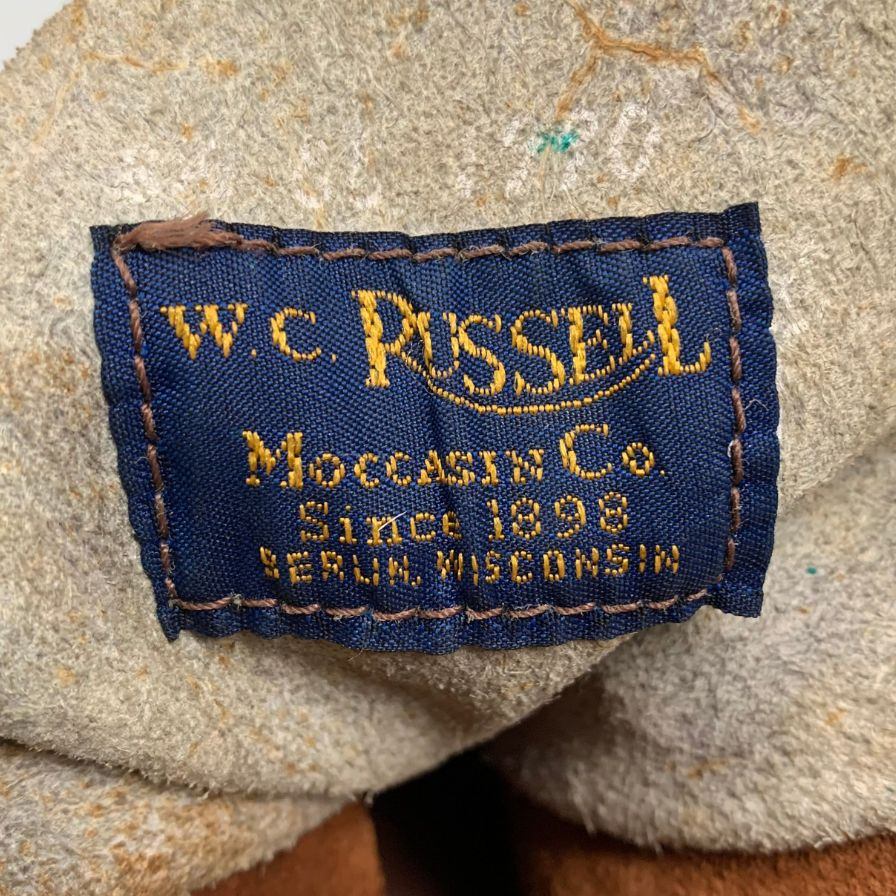 W.C. RUSSELL
MOCCASIN CO.
Since 1898
BERLIN, WISCONSIN